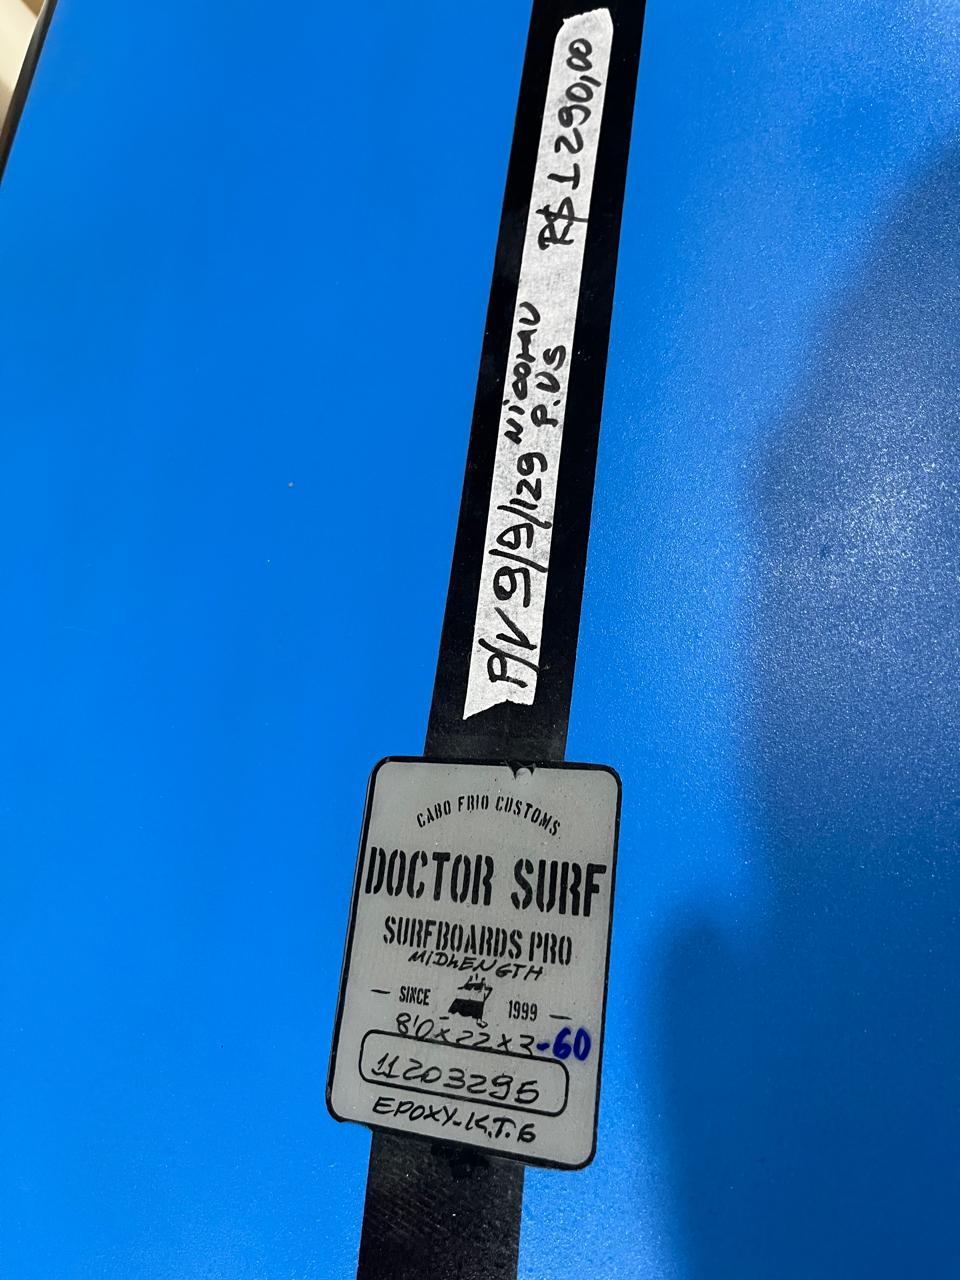 P/V 9/9/129 R$ 1290,00
P.US
CABO FRIO CUSTOMS
DOCTOR SURF
SURFBOARDS PRO
MIDLENGTH
SINCE 1999
8'0 x 22 x 3-60
11203295
EPOXY-K.T.6